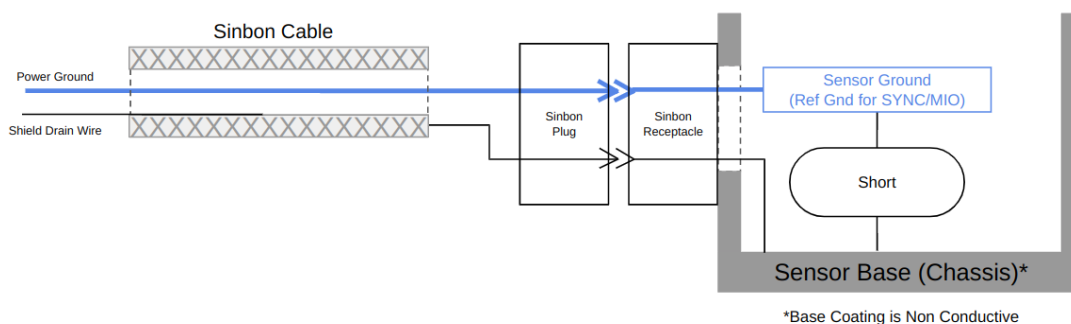 Sinbon Cable
Power Ground
Shield Drain Wire
Sinbon
Plug
Sinbon
Receptacle
Sensor Ground
(Ref Gnd for SYNC/MIO)
Short
Sensor Base (Chassis)*
*Base Coating is Non Conductive